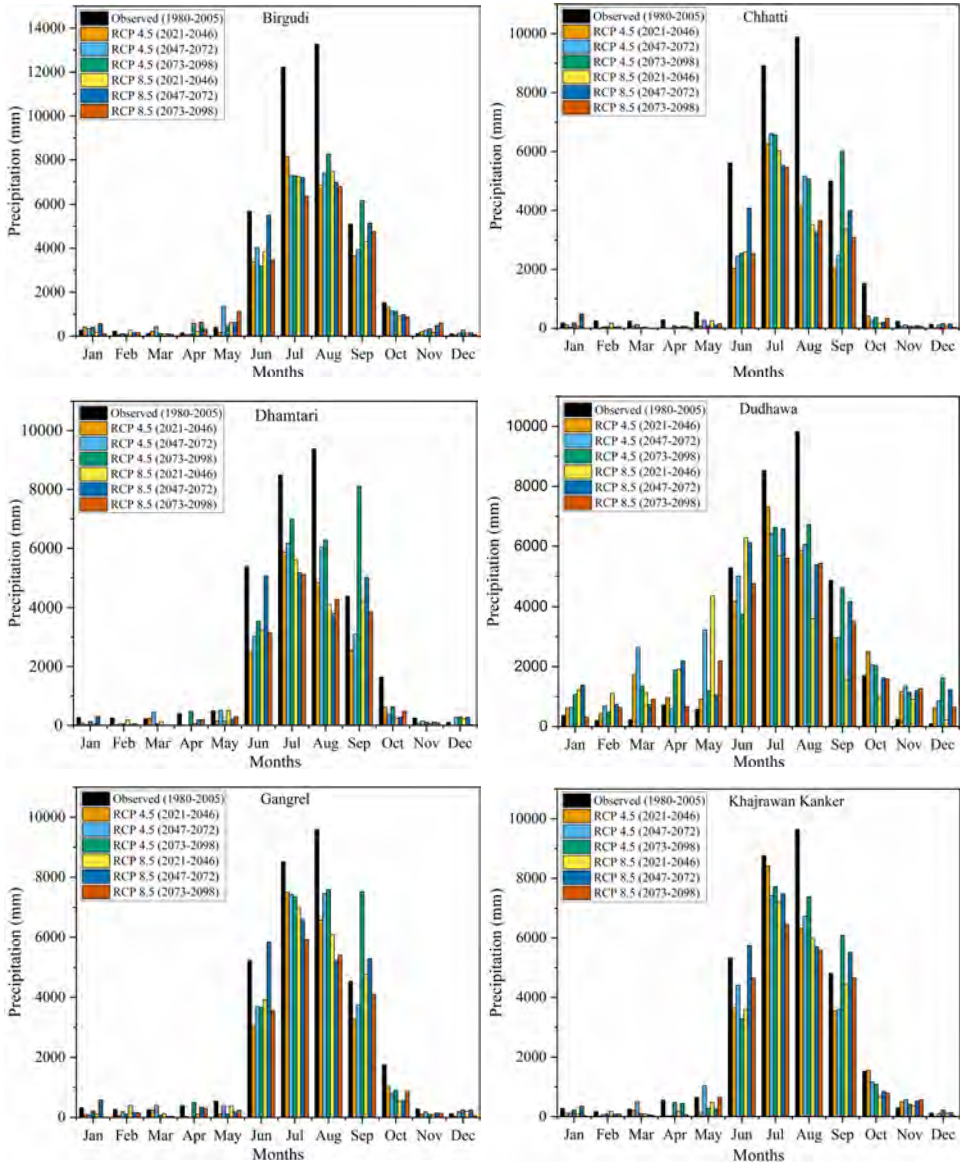 Birgudi
Observed (1980-2005)
RCP 4.5 (2021-2046)
RCP 4.5 (2047-2072)
RCP 4.5 (2073-2098)
RCP 8.5 (2021-2046)
RCP 8.5 (2047-2072)
RCP 8.5 (2073-2098)
14000
12000
10000
8000
6000
4000
2000
0
Precipitation (mm)
Jan Feb Mar Apr May Jun Jul Aug Sep Oct Nov Dec
Months
Chhatti
Observed (1980-2005)
RCP 4.5 (2021-2046)
RCP 4.5 (2047-2072)
RCP 4.5 (2073-2098)
RCP 8.5 (2021-2046)
RCP 8.5 (2047-2072)
RCP 8.5 (2073-2098)
10000
8000
6000
4000
2000
0
Precipitation (mm)
Jan Feb Mar Apr May Jun Jul Aug Sep Oct Nov Dec
Months
Dhamtari
Observed (1980-2005)
RCP 4.5 (2021-2046)
RCP 4.5 (2047-2072)
RCP 4.5 (2073-2098)
RCP 8.5 (2021-2046)
RCP 8.5 (2047-2072)
RCP 8.5 (2073-2098)
10000
8000
6000
4000
2000
0
Precipitation (mm)
Jan Feb Mar Apr May Jun Jul Aug Sep Oct Nov Dec
Months
Dudhawa
Observed (1980-2005)
RCP 4.5 (2021-2046)
RCP 4.5 (2047-2072)
RCP 4.5 (2073-2098)
RCP 8.5 (2021-2046)
RCP 8.5 (2047-2072)
RCP 8.5 (2073-2098)
10000
8000
6000
4000
2000
0
Precipitation (mm)
Jan Feb Mar Apr May Jun Jul Aug Sep Oct Nov Dec
Months
Gangrel
Observed (1980-2005)
RCP 4.5 (2021-2046)
RCP 4.5 (2047-2072)
RCP 4.5 (2073-2098)
RCP 8.5 (2021-2046)
RCP 8.5 (2047-2072)
RCP 8.5 (2073-2098)
10000
8000
6000
4000
2000
0
Precipitation (mm)
Jan Feb Mar Apr May Jun Jul Aug Sep Oct Nov Dec
Months
Khajrawan Kanker
Observed (1980-2005)
RCP 4.5 (2021-2046)
RCP 4.5 (2047-2072)
RCP 4.5 (2073-2098)
RCP 8.5 (2021-2046)
RCP 8.5 (2047-2072)
RCP 8.5 (2073-2098)
10000
8000
6000
4000
2000
0
Precipitation (mm)
Jan Feb Mar Apr May Jun Jul Aug Sep Oct Nov Dec
Months